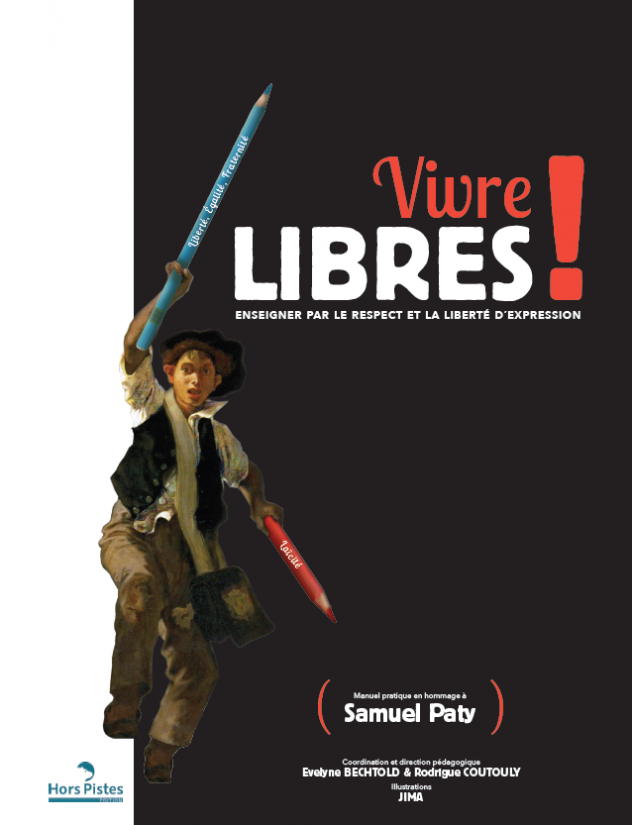 Liberté, Égalité, Fraternité
Vivre
LIBRES !
ENSEIGNER PAR LE RESPECT ET LA LIBERTÉ D'EXPRESSION
Laïcité
Manuel pratique en hommage à
( Samuel Paty )
Coordination et direction pédagogique
Evelyne BECHTOLD & Rodrigue COUTOULY
Illustrations
JIMA
Hors Pistes
EDITION